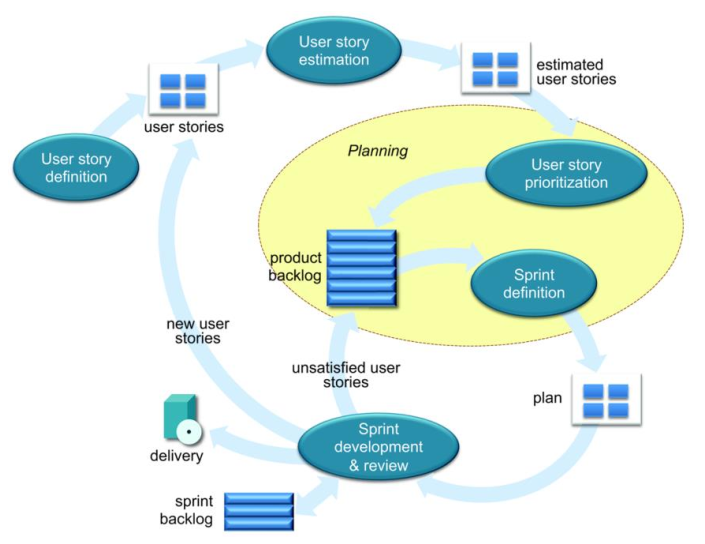 User story
estimation
estimated
user stories
user stories
User story
definition
Planning
User story
prioritization
product
backlog
Sprint
definition
new user
stories
unsatisfied user
stories
plan
delivery
Sprint
development
& review
sprint
backlog